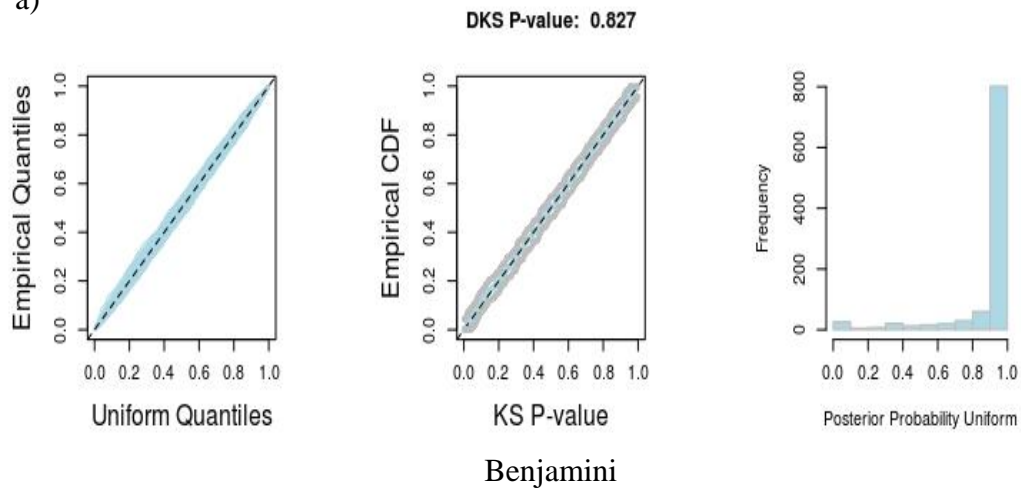 a)
DKS P-value: 0.827
Empirical Quantiles
0.0 0.2 0.4 0.6 0.8 1.0
0.0 0.2 0.4 0.6 0.8 1.0
Uniform Quantiles
Empirical CDF
0.0 0.2 0.4 0.6 0.8 1.0
0.0 0.2 0.4 0.6 0.8 1.0
KS P-value
Frequency
0 200 400 600 800
0.0 0.2 0.4 0.6 0.8 1.0
Posterior Probability Uniform
Benjamini